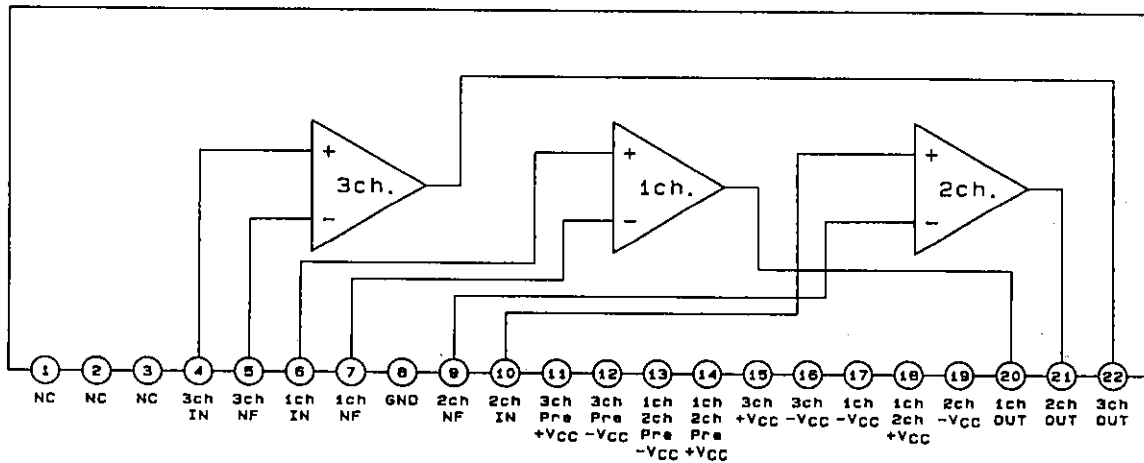 +
3ch.
−
+
1ch.
−
+
2ch.
−
1 2 3 4 5 6 7 8 9 10 11 12 13 14 15 16 17 18 19 20 21 22
NC
NC
NC
3ch
IN
3ch
NF
1ch
IN
1ch
NF
GND
2ch
NF
2ch
IN
3ch
Pre
+VCC
3ch
Pre
−VCC
1ch
2ch
Pre
−VCC
1ch
2ch
Pre
+VCC
3ch
+VCC
3ch
−VCC
1ch
−VCC
1ch
2ch
+VCC
2ch
−VCC
1ch
OUT
2ch
OUT
3ch
OUT